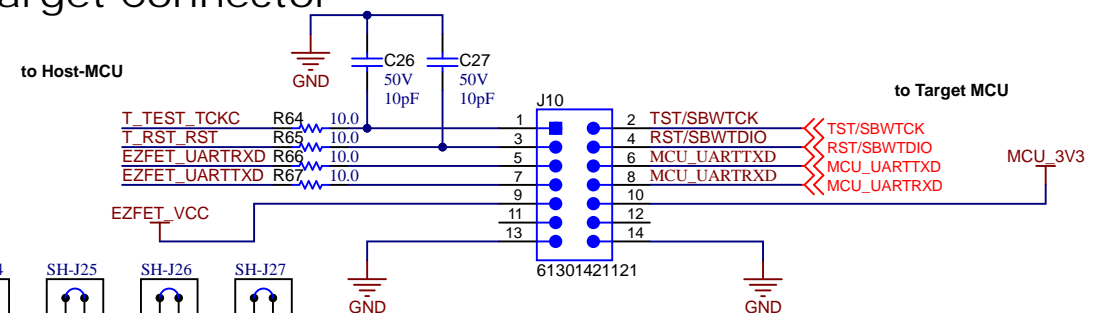 arget connector
to Host-MCU
GND
C26
50V
10pF
C27
50V
10pF
to Target MCU
J10
T_TEST_TCKC R64 10.0 1 2 TST/SBWTCK TST/SBWTCK
T_RST_RST R65 10.0 3 4 RST/SBWTDIO RST/SBWTDIO
EZFET_UARTRXD R66 10.0 5 6 MCU_UARTTXD MCU_UARTTXD
EZFET_UARTTXD R67 10.0 7 8 MCU_UARTRXD MCU_UARTRXD
MCU_3V3
9 10
EZFET_VCC
11 12
13 14
61301421121
GND
GND
4 SH-J25 SH-J26 SH-J27